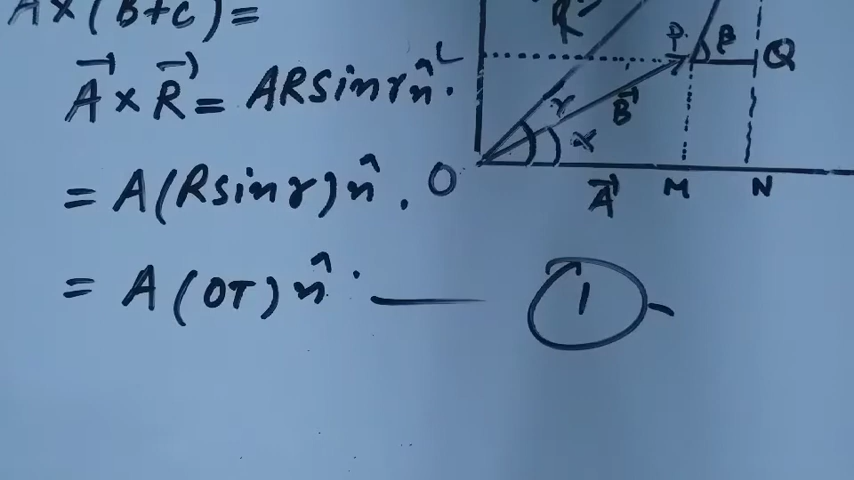 A×(B+C)=
A⃗ × R⃗ = ARSinγn̂.
= A(Rsinγ)n̂.
= A(OT)n̂.
1
R
P
β
Q
L
γ
B⃗
α
O
A⃗
M
N